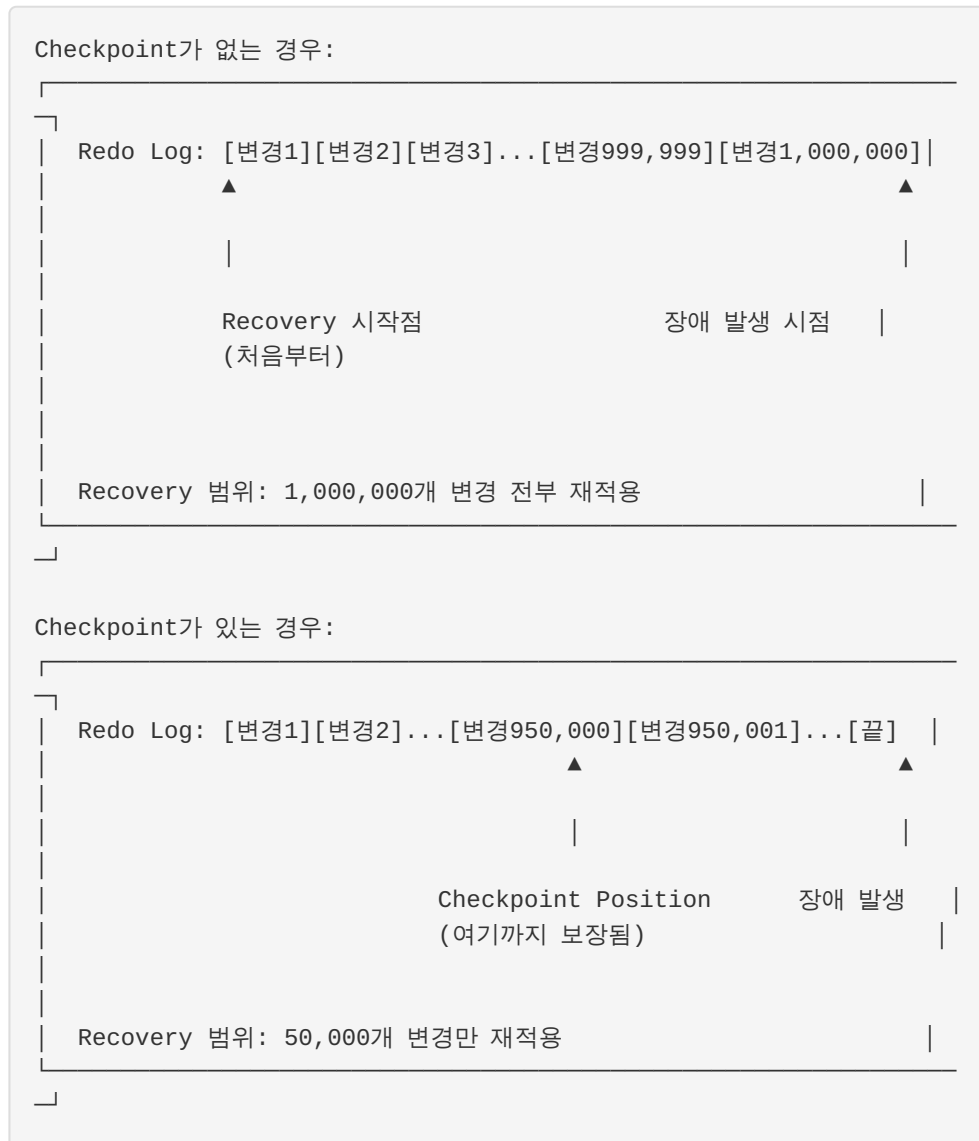 Checkpoint가 없는 경우:
Redo Log: [변경1][변경2][변경3]...[변경999,999][변경1,000,000]
▲ ▲
Recovery 시작점 장애 발생 시점
(처음부터)
Recovery 범위: 1,000,000개 변경 전부 재적용
Checkpoint가 있는 경우:
Redo Log: [변경1][변경2]...[변경950,000][변경950,001]...[끝]
▲ ▲
Checkpoint Position 장애 발생
(여기까지 보장됨)
Recovery 범위: 50,000개 변경만 재적용